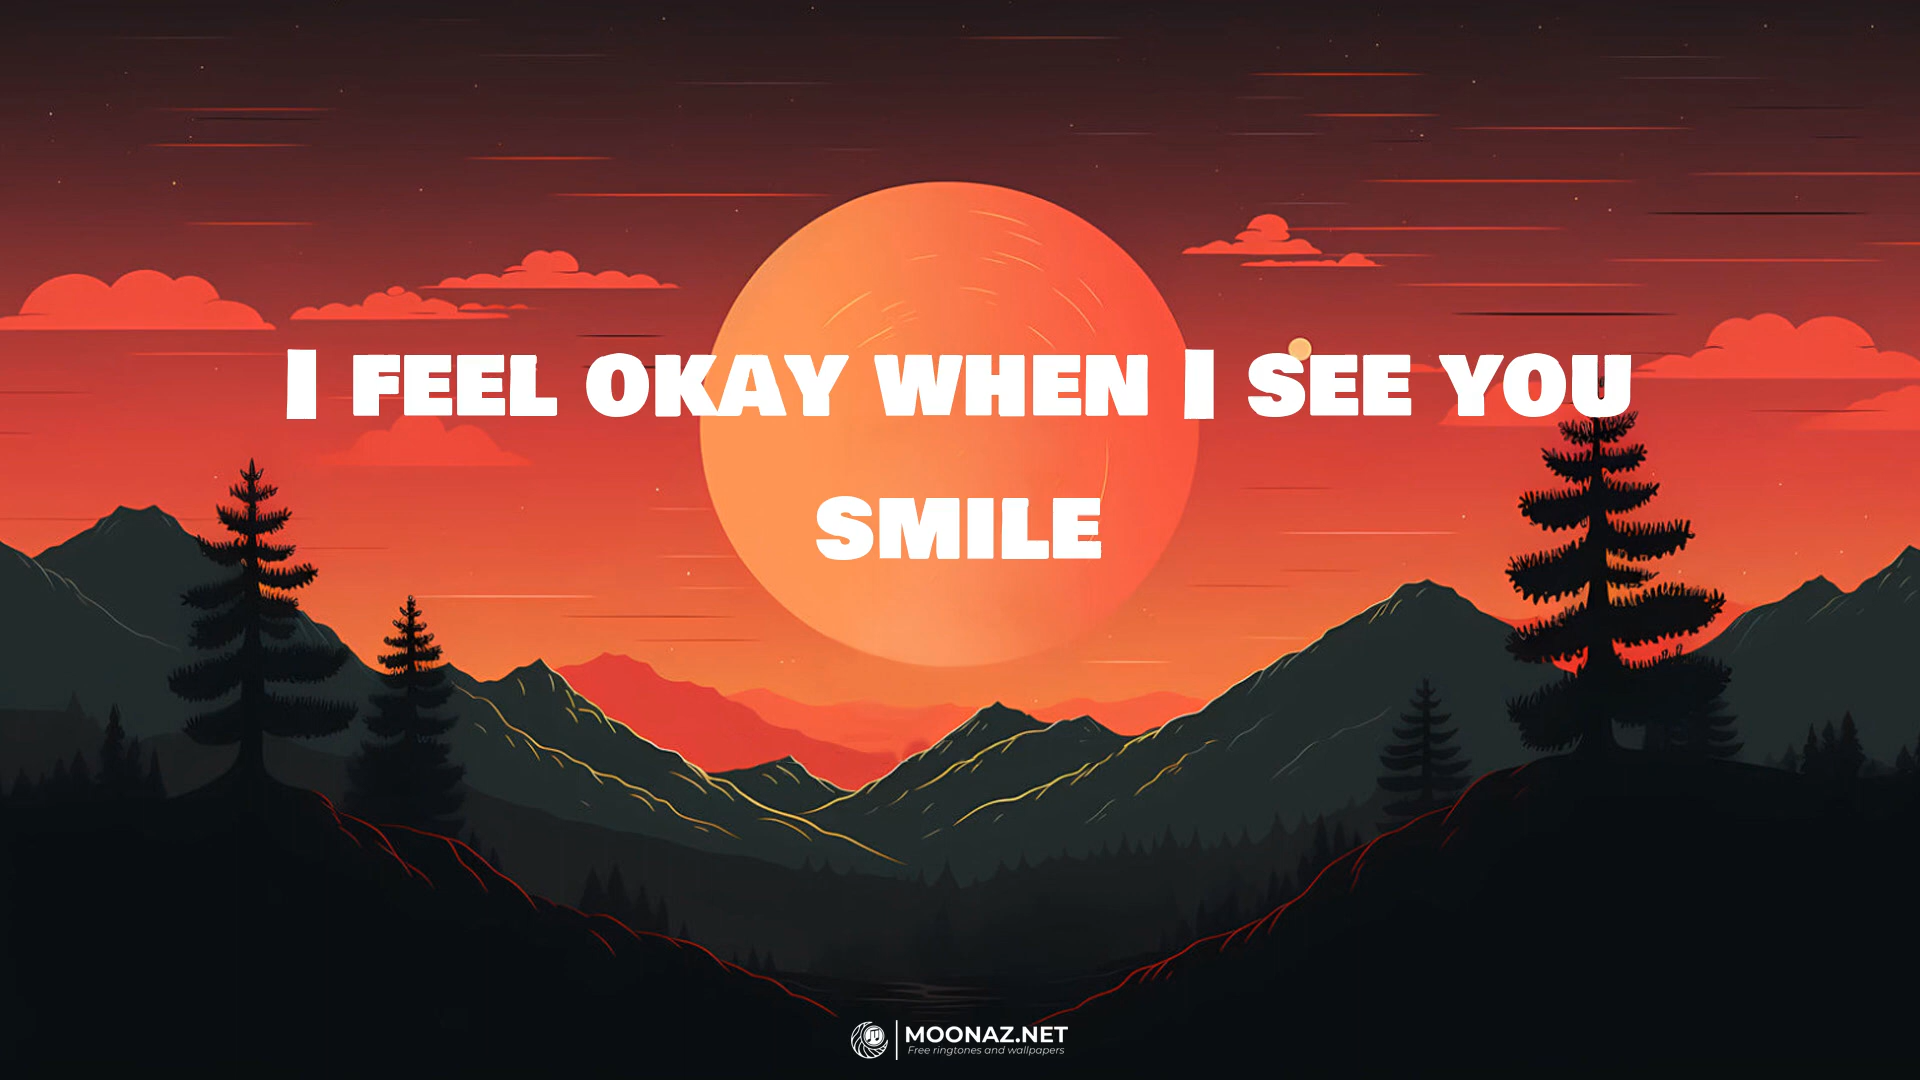 I FEEL OKAY WHEN I SEE YOU
SMILE
MOONAZ.NET
Free ringtones and wallpapers